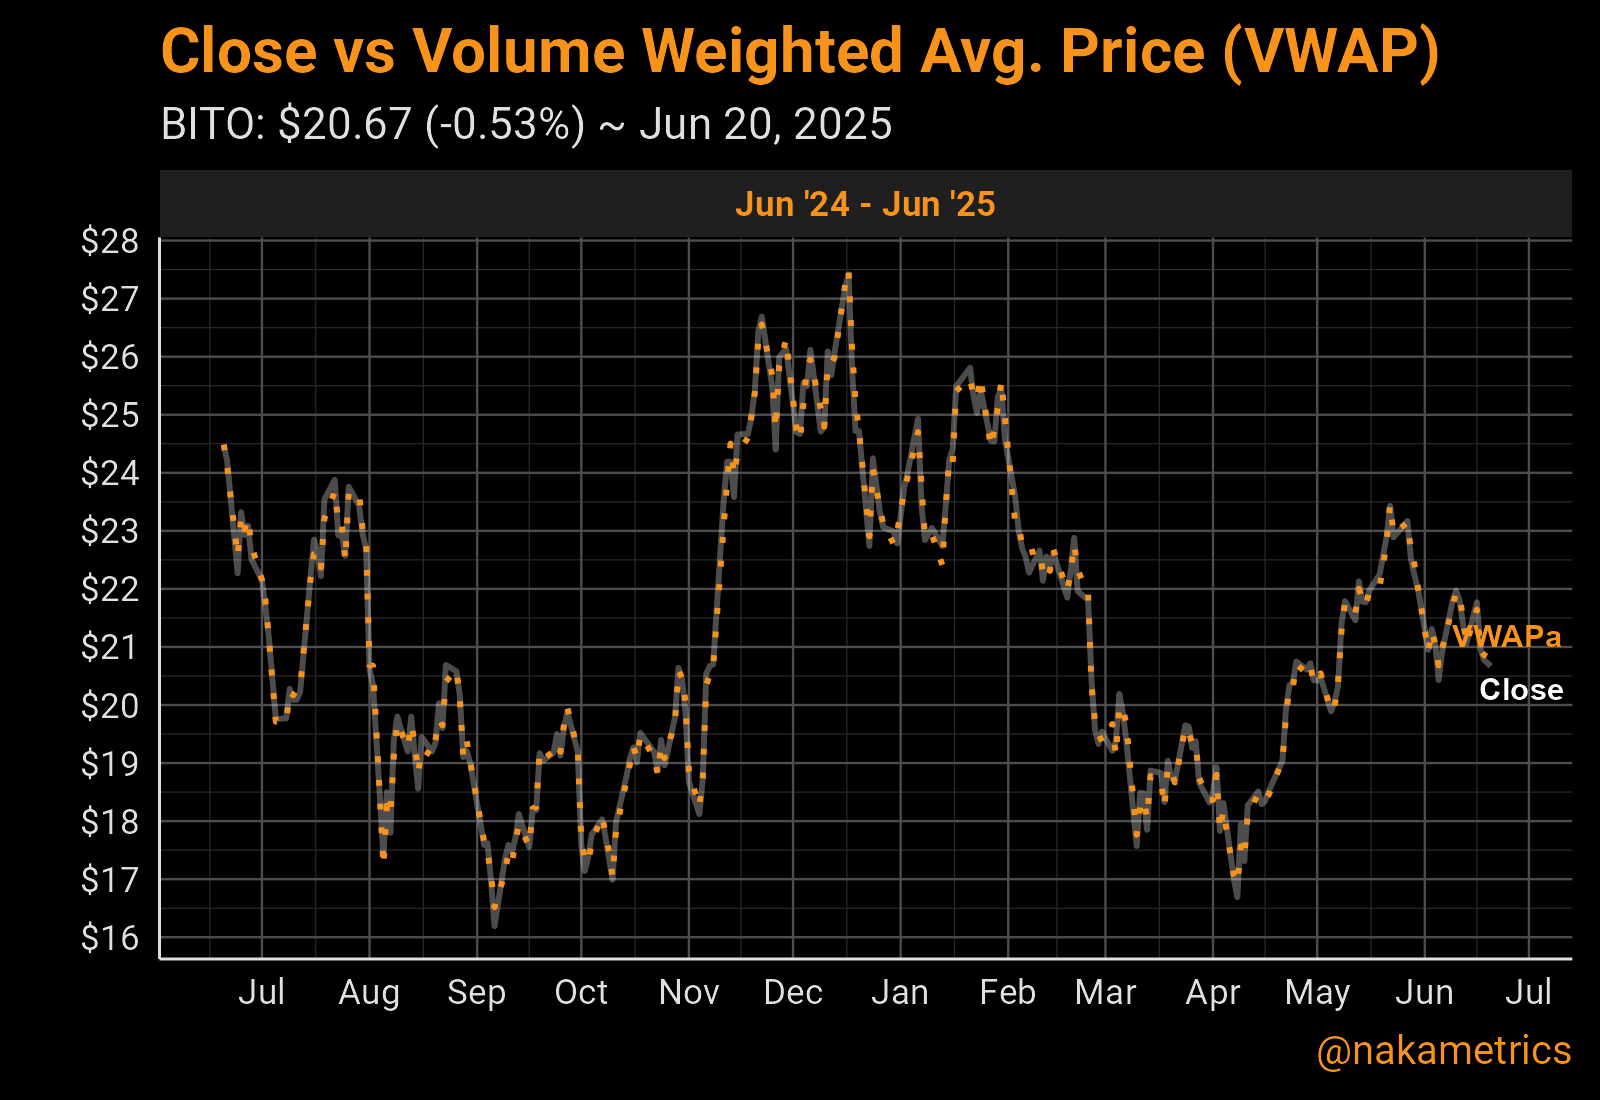 Close vs Volume Weighted Avg. Price (VWAP)
BITO: $20.67 (-0.53%) ~ Jun 20, 2025
Jun '24 - Jun '25
$28
$27
$26
$25
$24
$23
$22
$21
$20
$19
$18
$17
$16
VWAPa
Close
Jul Aug Sep Oct Nov Dec Jan Feb Mar Apr May Jun Jul
@nakametrics